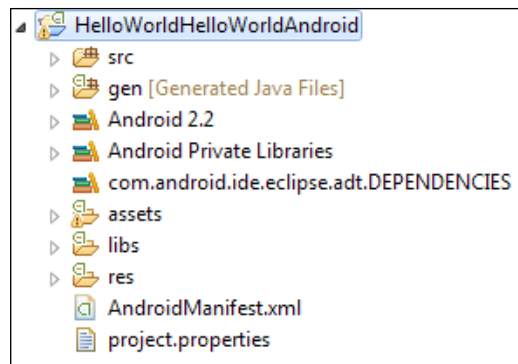 HelloWorldHelloWorldAndroid
src
gen [Generated Java Files]
Android 2.2
Android Private Libraries
com.android.ide.eclipse.adt.DEPENDENCIES
assets
libs
res
AndroidManifest.xml
project.properties